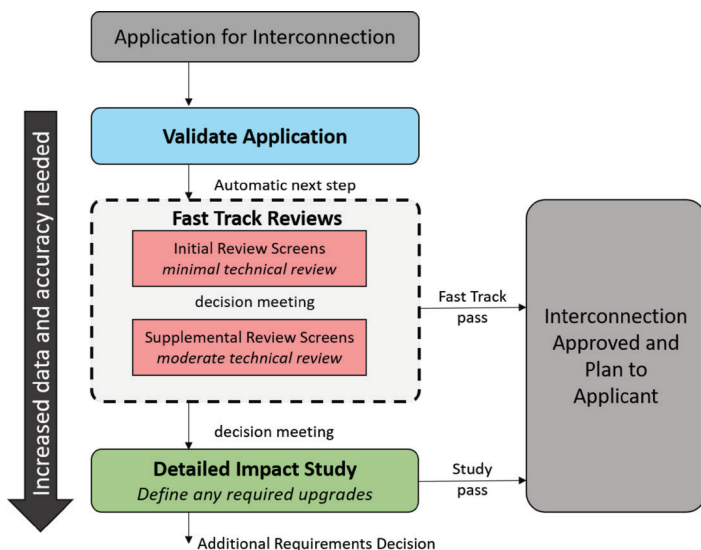 Application for Interconnection
Increased data and accuracy needed
Validate Application
Automatic next step
Fast Track Reviews
Initial Review Screens
minimal technical review
decision meeting
Supplemental Review Screens
moderate technical review
Fast Track
pass
Interconnection
Approved and
Plan to
Applicant
decision meeting
Detailed Impact Study
Define any required upgrades
Study
pass
Additional Requirements Decision